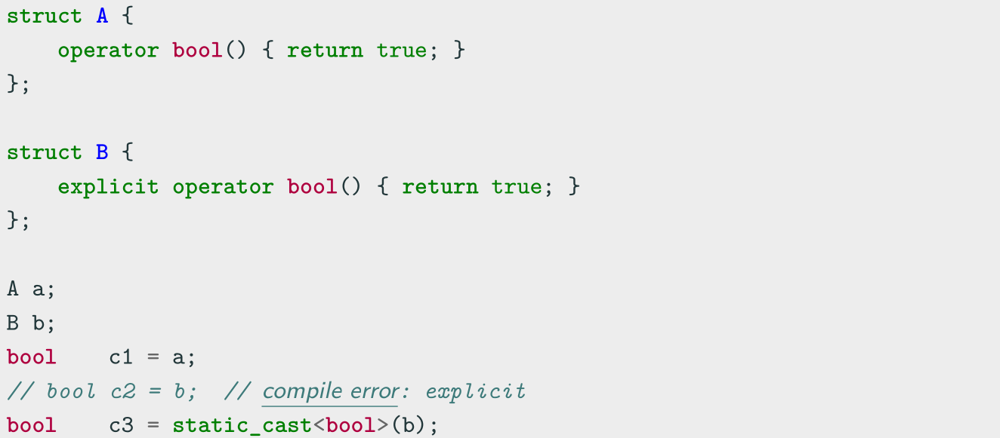 struct A {
    operator bool() { return true; }
};
struct B {
    explicit operator bool() { return true; }
};
A a;
B b;
bool    c1 = a;
// bool c2 = b;  // compile error: explicit
bool    c3 = static_cast<bool>(b);